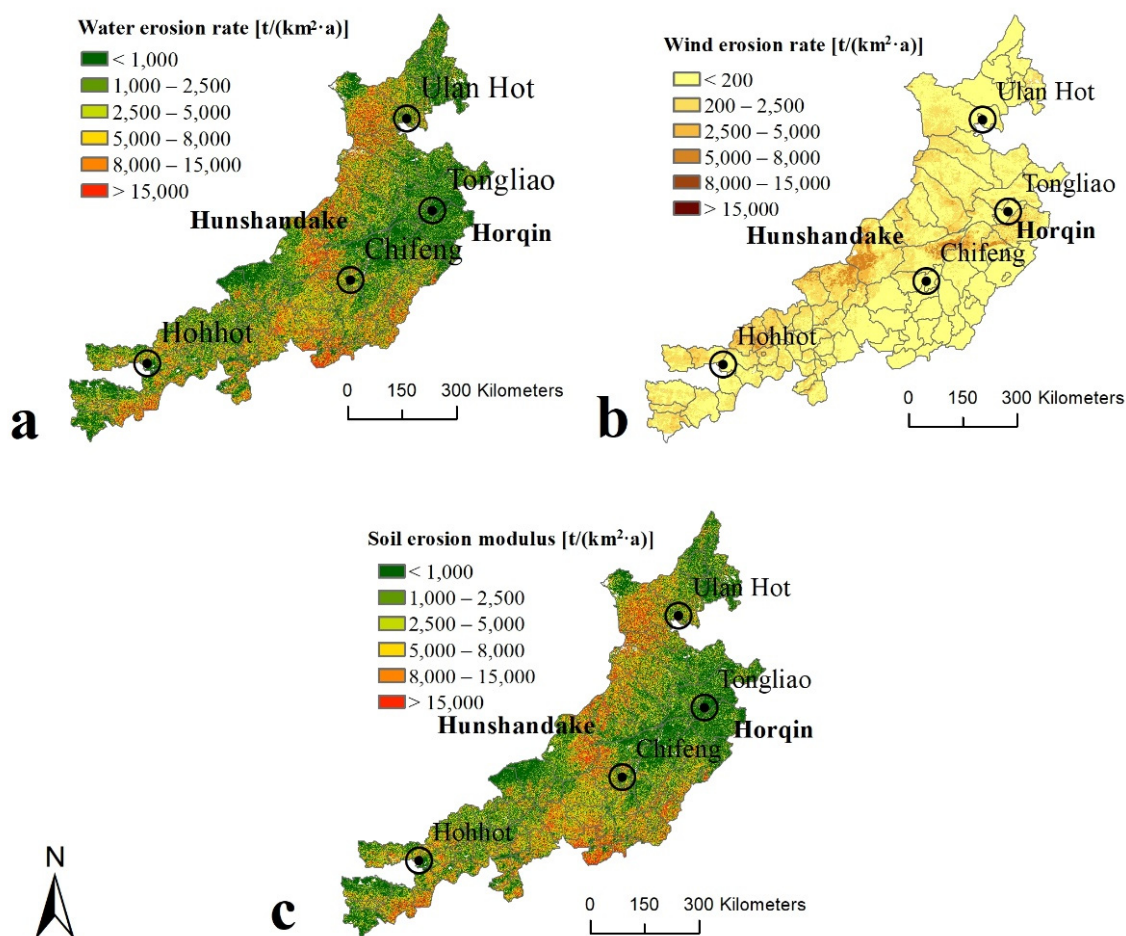 Water erosion rate [t/(km²·a)]
< 1,000
1,000 – 2,500
2,500 – 5,000
5,000 – 8,000
8,000 – 15,000
> 15,000
Ulan Hot
Tongliao
Hunshandake
Horqin
Chifeng
Hohhot
0 150 300 Kilometers
a
Wind erosion rate [t/(km²·a)]
< 200
200 – 2,500
2,500 – 5,000
5,000 – 8,000
8,000 – 15,000
> 15,000
Ulan Hot
Tongliao
Horqin
Hunshandake
Chifeng
Hohhot
0 150 300 Kilometers
b
Soil erosion modulus [t/(km²·a)]
< 1,000
1,000 – 2,500
2,500 – 5,000
5,000 – 8,000
8,000 – 15,000
> 15,000
Ulan Hot
Tongliao
Hunshandake
Horqin
Chifeng
Hohhot
N
0 150 300 Kilometers
c